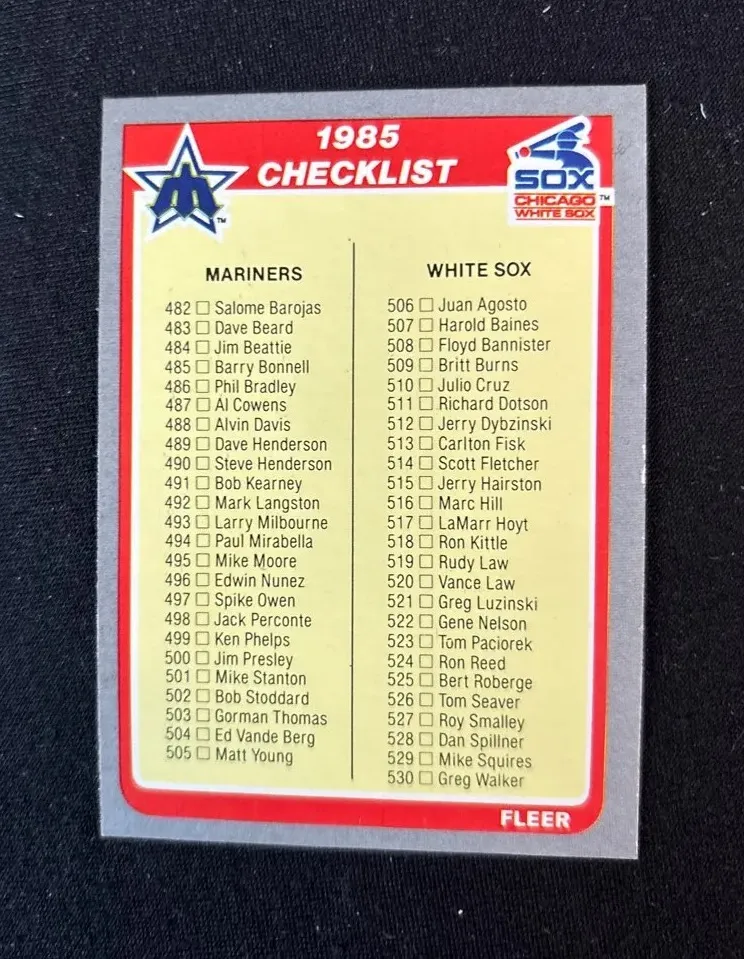 1985
CHECKLIST
TM
SOX
CHICAGO
WHITE SOX
TM
MARINERS
482 Salome Barojas
483 Dave Beard
484 Jim Beattie
485 Barry Bonnell
486 Phil Bradley
487 Al Cowens
488 Alvin Davis
489 Dave Henderson
490 Steve Henderson
491 Bob Kearney
492 Mark Langston
493 Larry Milbourne
494 Paul Mirabella
495 Mike Moore
496 Edwin Nunez
497 Spike Owen
498 Jack Perconte
499 Ken Phelps
500 Jim Presley
501 Mike Stanton
502 Bob Stoddard
503 Gorman Thomas
504 Ed Vande Berg
505 Matt Young
WHITE SOX
506 Juan Agosto
507 Harold Baines
508 Floyd Bannister
509 Britt Burns
510 Julio Cruz
511 Richard Dotson
512 Jerry Dybzinski
513 Carlton Fisk
514 Scott Fletcher
515 Jerry Hairston
516 Marc Hill
517 LaMarr Hoyt
518 Ron Kittle
519 Rudy Law
520 Vance Law
521 Greg Luzinski
522 Gene Nelson
523 Tom Paciorek
524 Ron Reed
525 Bert Roberge
526 Tom Seaver
527 Roy Smalley
528 Dan Spillner
529 Mike Squires
530 Greg Walker
FLEER